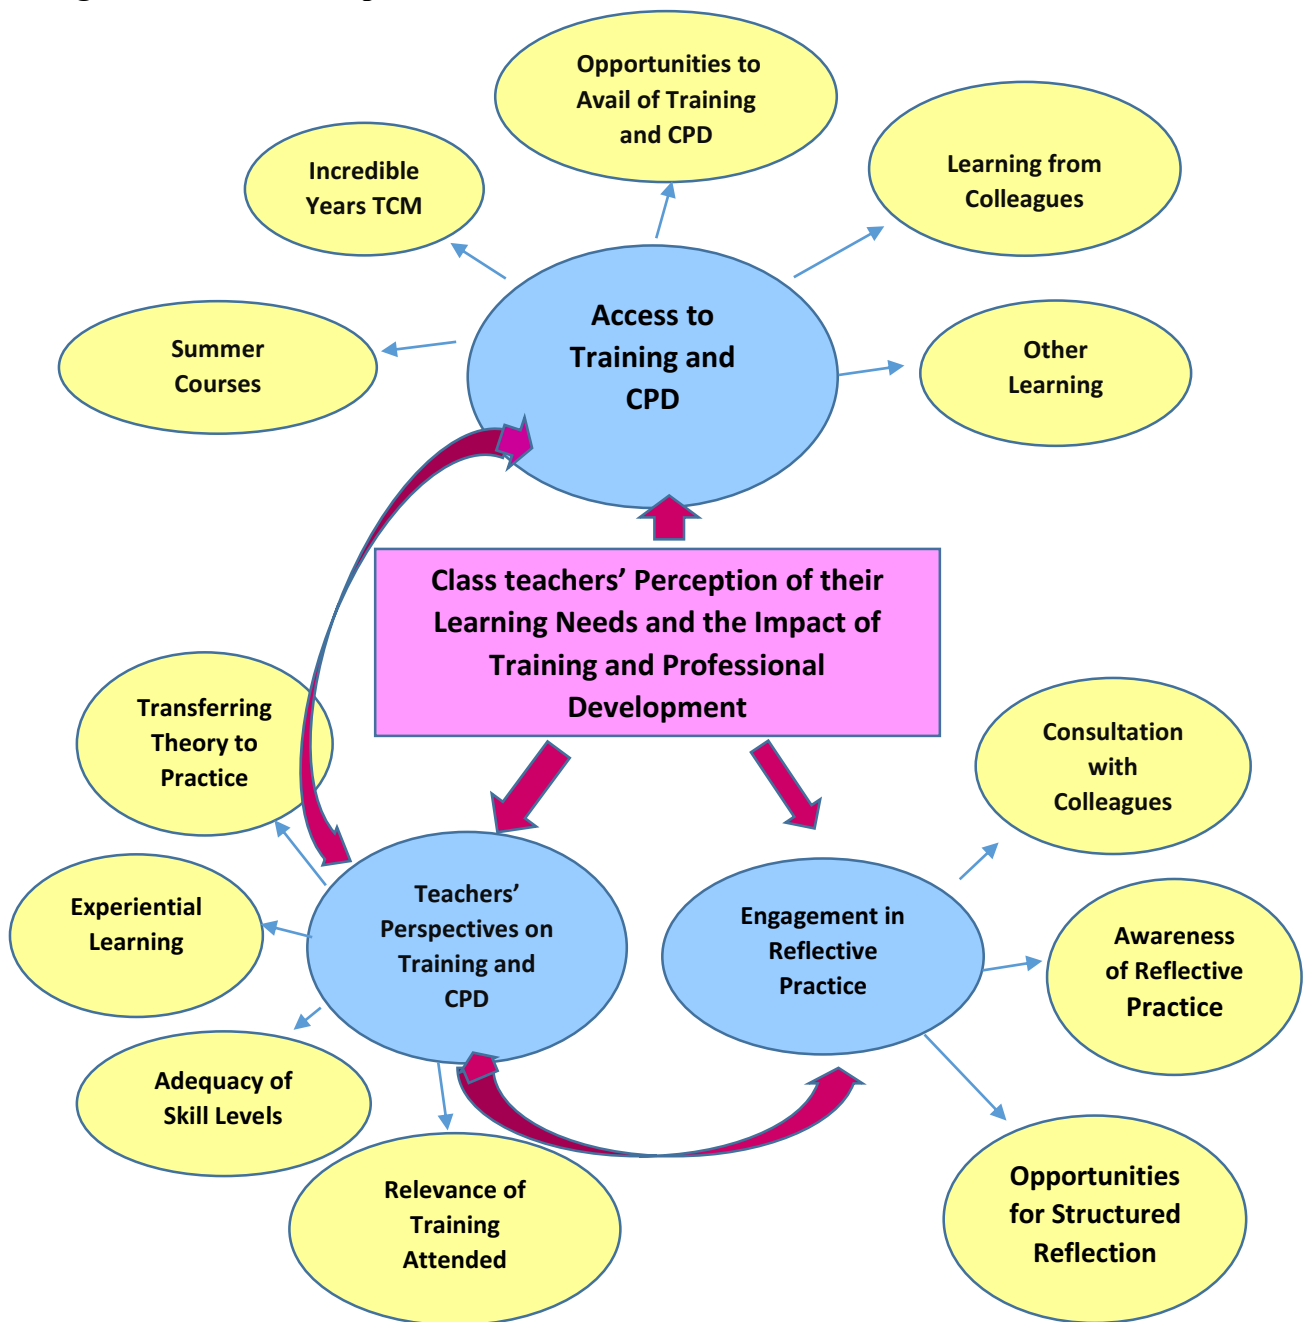 Opportunities to
Avail of Training
and CPD
Incredible
Years TCM
Learning from
Colleagues
Summer
Courses
Access to
Training and
CPD
Other
Learning
Class teachers’ Perception of their
Learning Needs and the Impact of
Training and Professional
Development
Transferring
Theory to
Practice
Consultation
with
Colleagues
Experiential
Learning
Teachers’
Perspectives on
Training and
CPD
Engagement in
Reflective
Practice
Awareness
of Reflective
Practice
Adequacy of
Skill Levels
Relevance of
Training
Attended
Opportunities
for Structured
Reflection